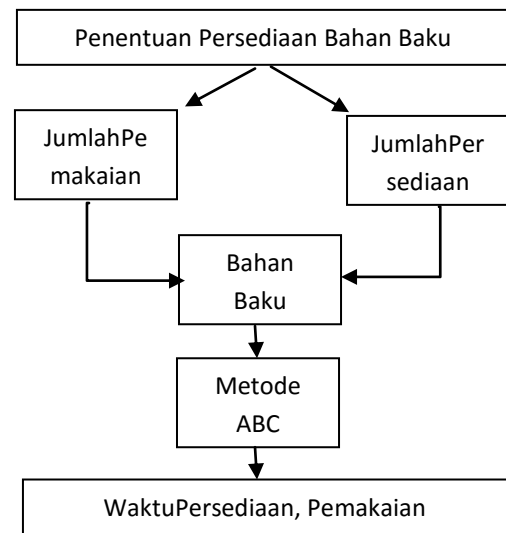 Penentuan Persediaan Bahan Baku
JumlahPe
makaian
JumlahPer
sediaan
Bahan
Baku
Metode
ABC
WaktuPersediaan, Pemakaian